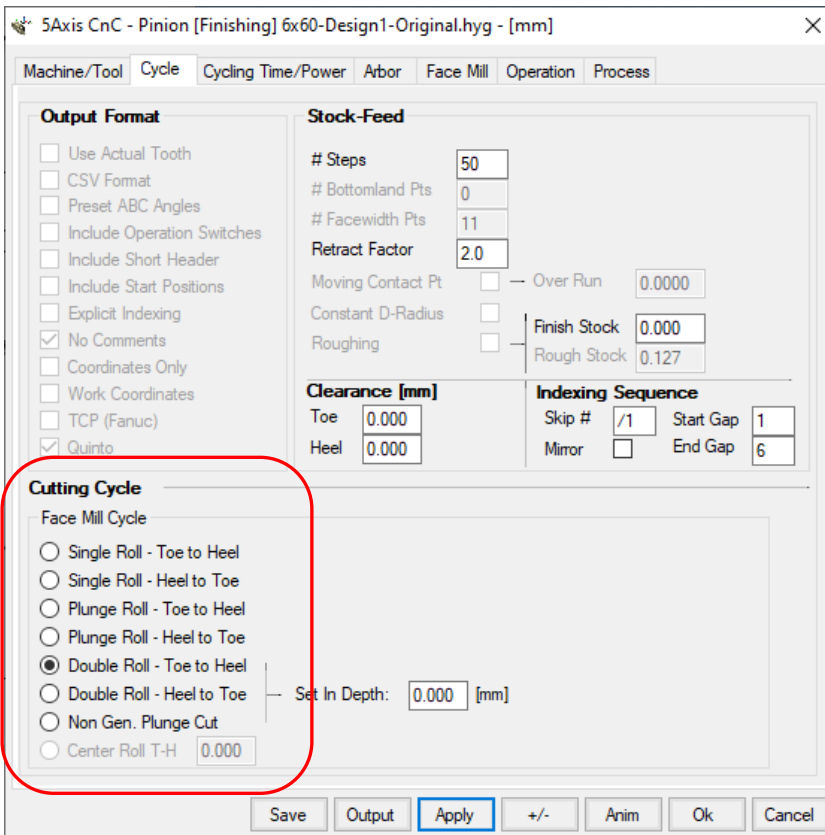 5Axis CnC - Pinion [Finishing] 6x60-Design1-Original.hyg - [mm]
Machine/Tool Cycle Cycling Time/Power Arbor Face Mill Operation Process
Output Format
Use Actual Tooth
CSV Format
Preset ABC Angles
Include Operation Switches
Include Short Header
Include Start Positions
Explicit Indexing
No Comments
Coordinates Only
Work Coordinates
TCP (Fanuc)
Quinto
Stock-Feed
# Steps 50
# Bottomland Pts 0
# Facewidth Pts 11
Retract Factor 2.0
Moving Contact Pt Over Run 0.0000
Constant D-Radius
Finish Stock 0.000
Roughing
Rough Stock 0.127
Clearance [mm]
Toe 0.000
Heel 0.000
Indexing Sequence
Skip # /1 Start Gap 1
Mirror End Gap 6
Cutting Cycle
Face Mill Cycle
Single Roll - Toe to Heel
Single Roll - Heel to Toe
Plunge Roll - Toe to Heel
Plunge Roll - Heel to Toe
Double Roll - Toe to Heel
Double Roll - Heel to Toe Set In Depth: 0.000 [mm]
Non Gen. Plunge Cut
Center Roll T-H 0.000
Save Output Apply +/- Anim Ok Cancel